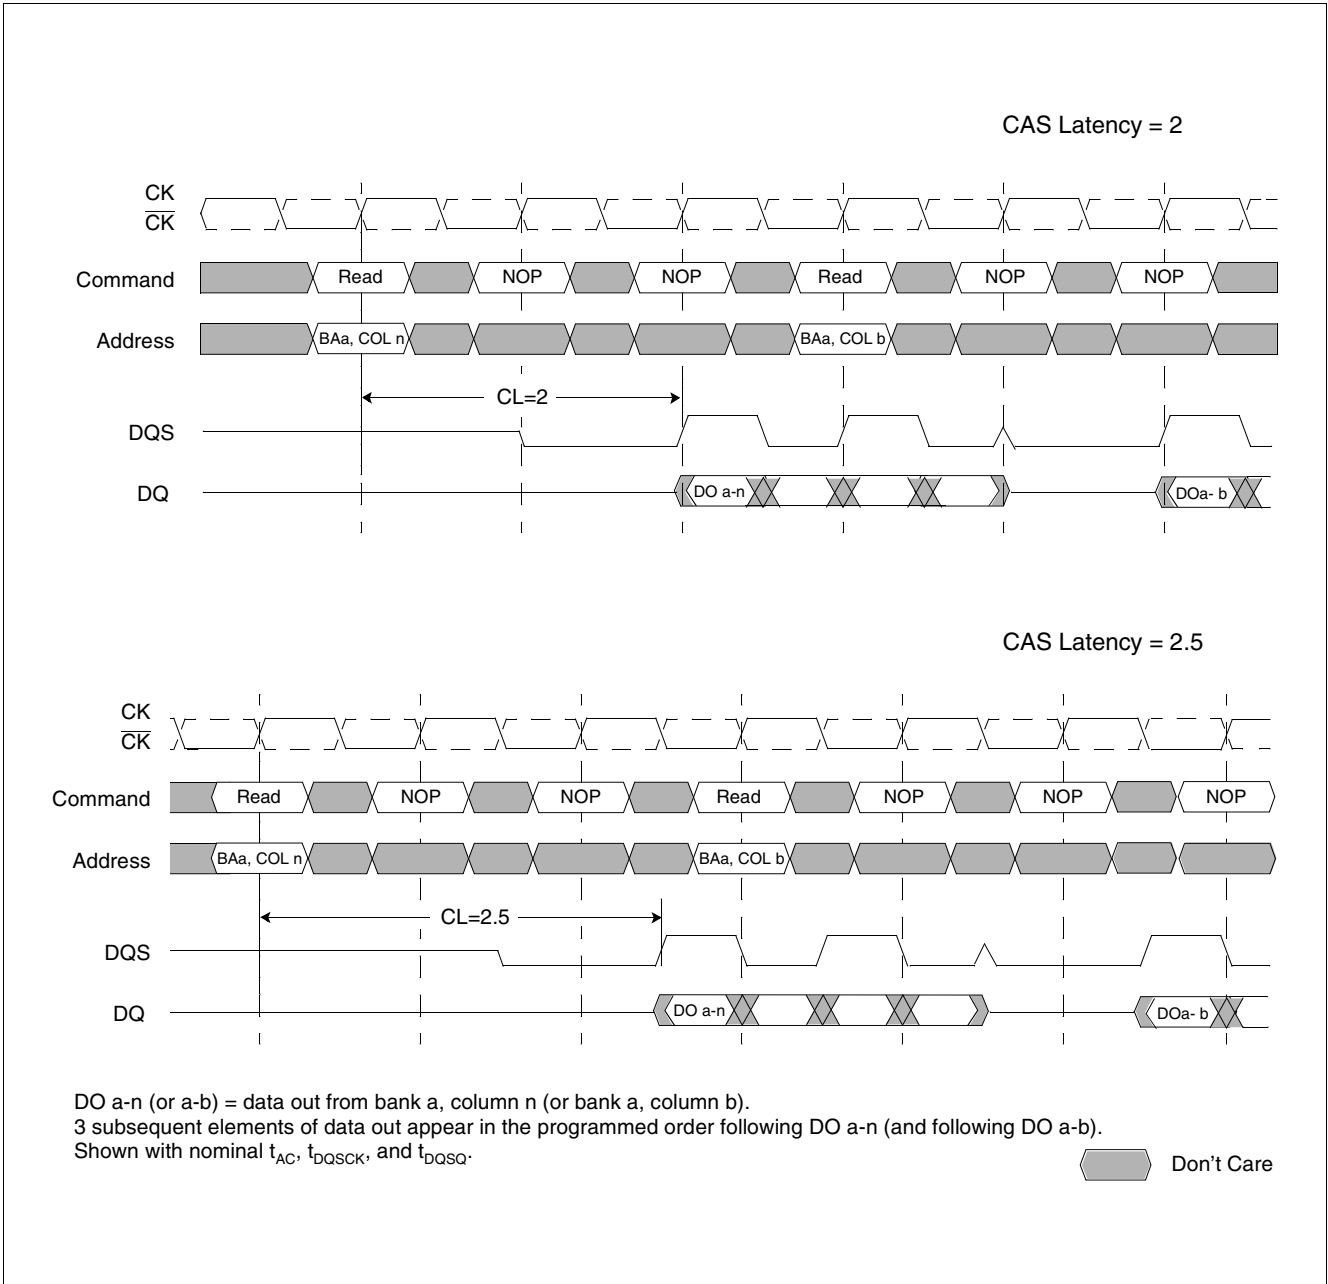 CAS Latency = 2
CK
CK
Command Read NOP NOP Read NOP NOP
Address BAa, COL n BAa, COL b
CL=2
DQS
DQ DO a-n DOa- b
CAS Latency = 2.5
CK
CK
Command Read NOP NOP Read NOP NOP NOP
Address BAa, COL n BAa, COL b
CL=2.5
DQS
DQ DO a-n DOa- b
DO a-n (or a-b) = data out from bank a, column n (or bank a, column b).
3 subsequent elements of data out appear in the programmed order following DO a-n (and following DO a-b).
Shown with nominal tAC, tDQSCK, and tDQSQ.
Don't Care